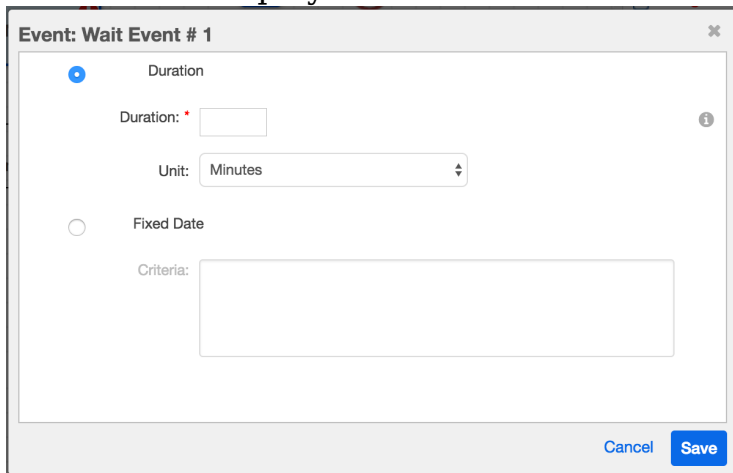 Event: Wait Event # 1
Duration
Duration: *
Unit: Minutes
Fixed Date
Criteria:
Cancel Save